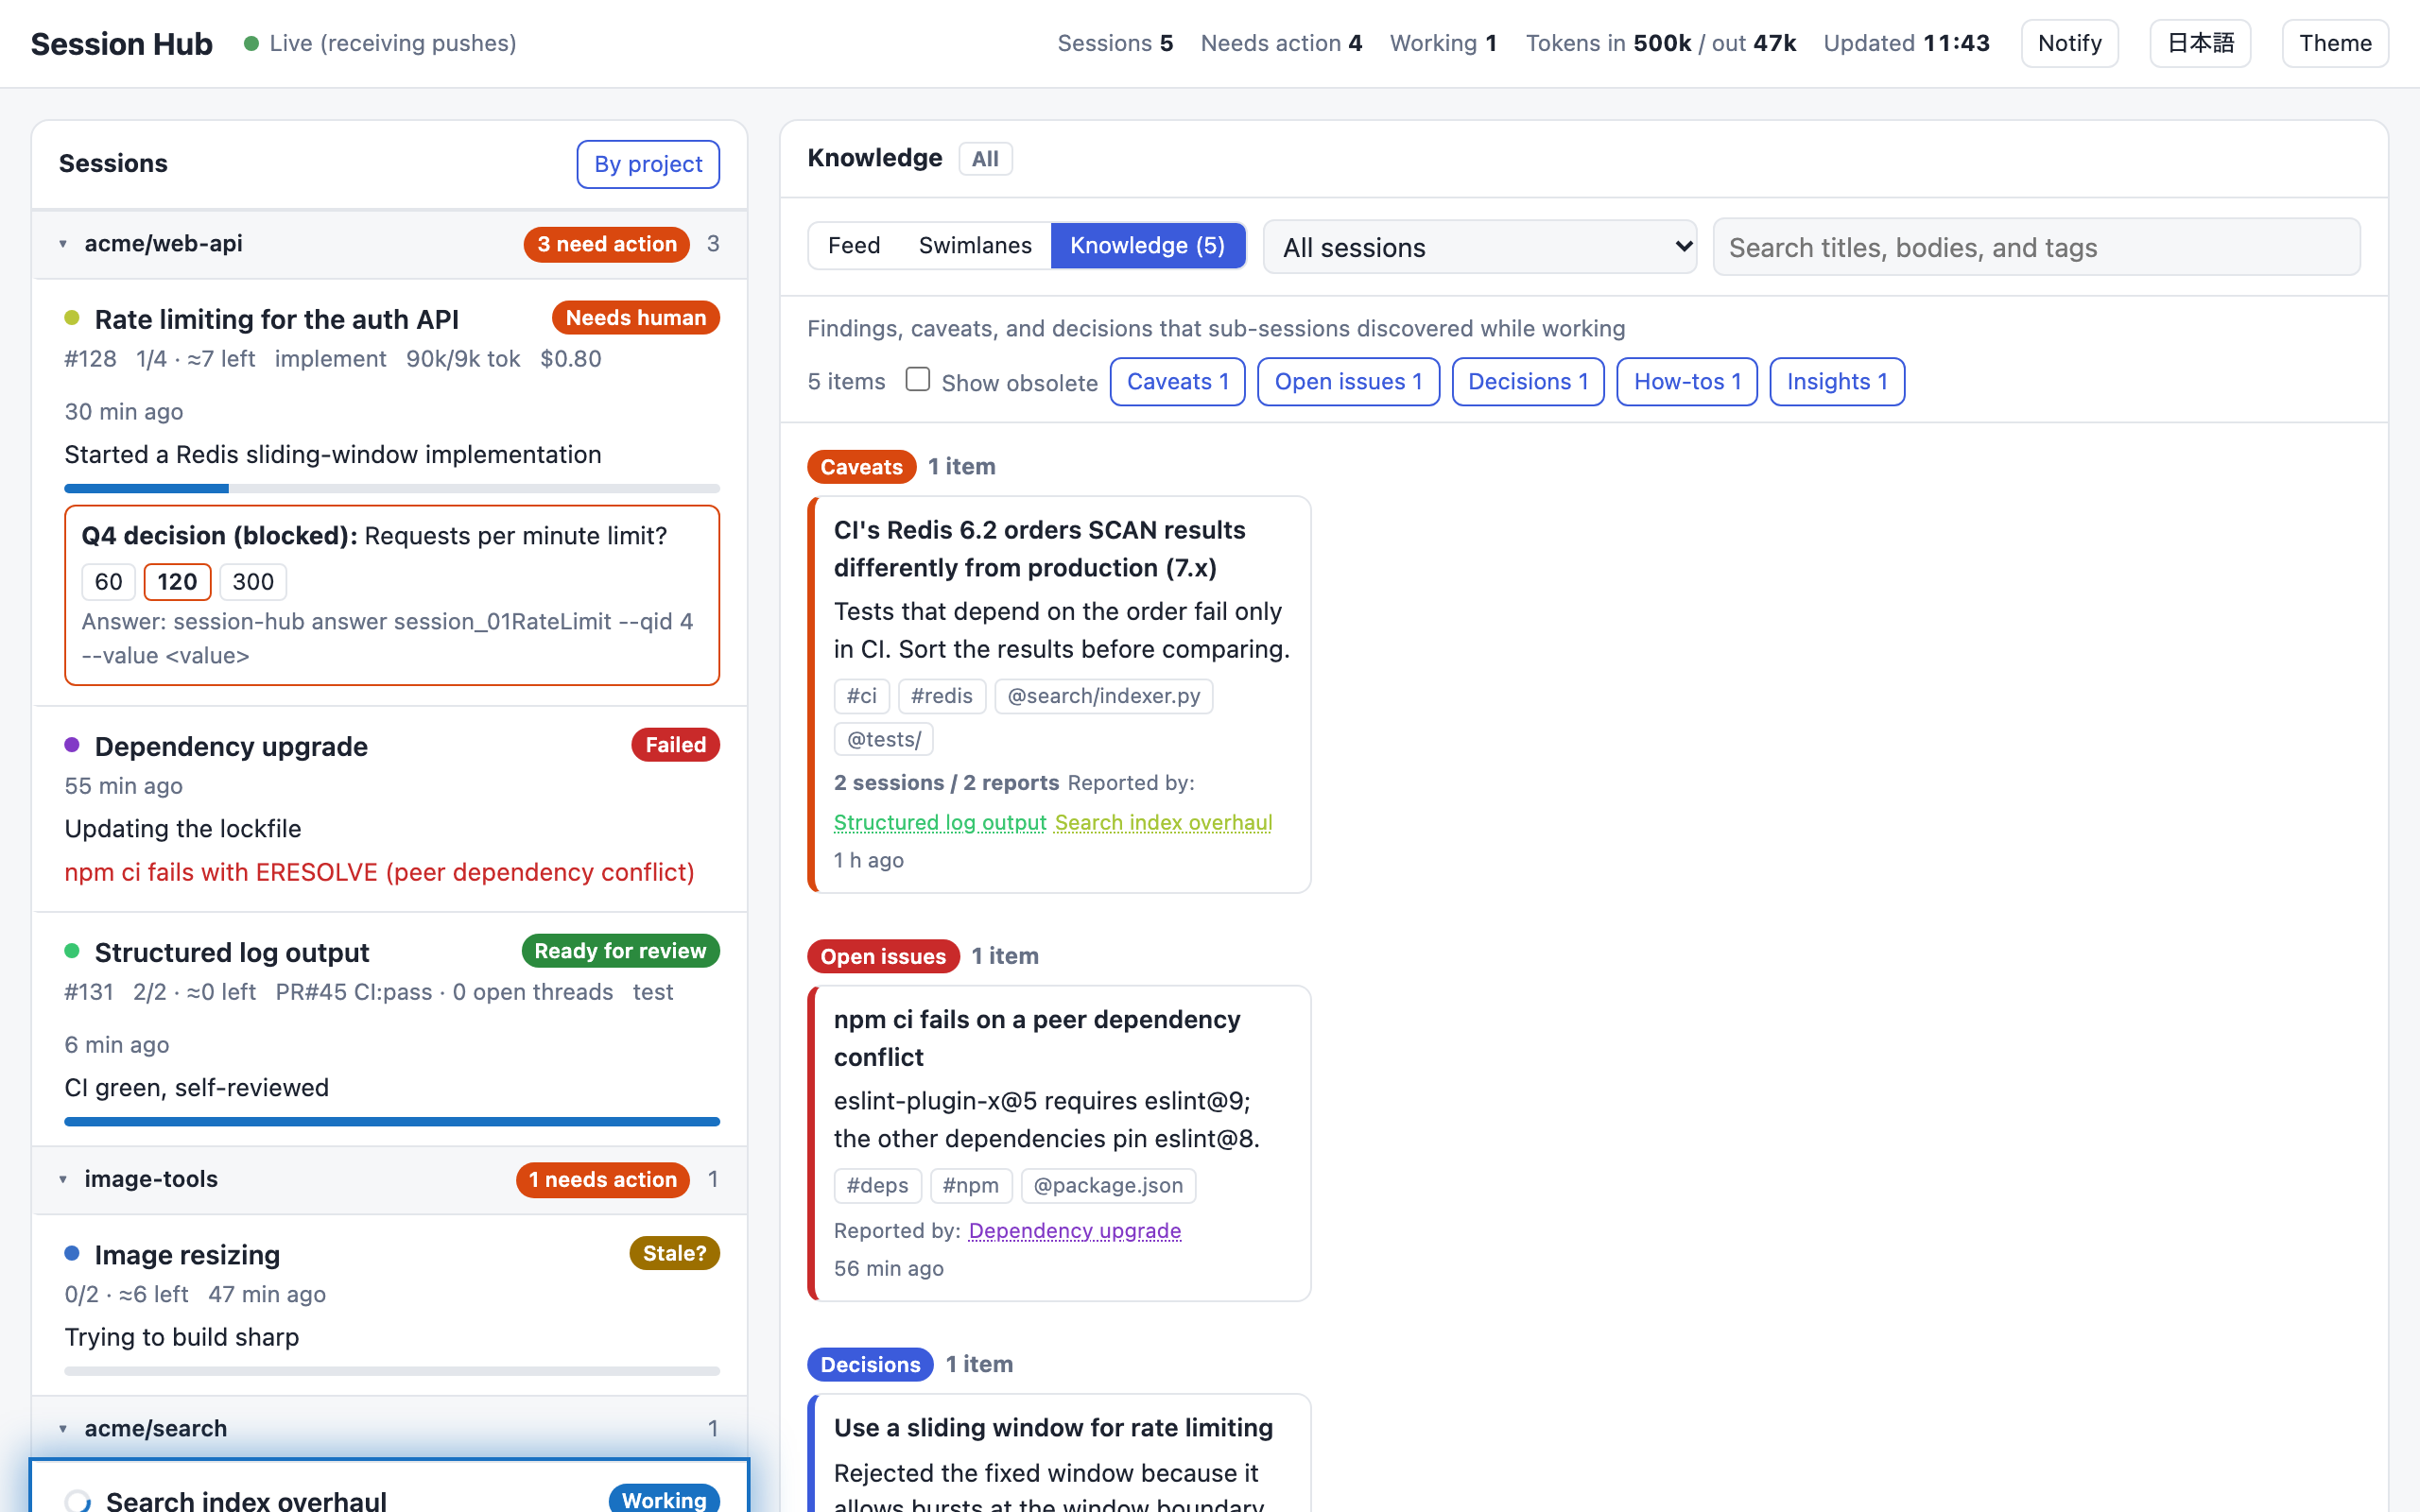 Session Hub
Live (receiving pushes)
Sessions 5
Needs action 4
Working 1
Tokens in 500k / out 47k
Updated 11:43
Notify
日本語
Theme
Sessions
By project
acme/web-api
3 need action
3
Rate limiting for the auth API
Needs human
#128 1/4 · ≈7 left implement 90k/9k tok $0.80
30 min ago
Started a Redis sliding-window implementation
Q4 decision (blocked): Requests per minute limit?
60
120
300
Answer: session-hub answer session_01RateLimit --qid 4
--value <value>
Dependency upgrade
Failed
55 min ago
Updating the lockfile
npm ci fails with ERESOLVE (peer dependency conflict)
Structured log output
Ready for review
#131 2/2 · ≈0 left PR#45 CI:pass · 0 open threads test
6 min ago
CI green, self-reviewed
image-tools
1 needs action
1
Image resizing
Stale?
0/2 · ≈6 left 47 min ago
Trying to build sharp
acme/search
1
Search index overhaul
Working
Knowledge
All
Feed
Swimlanes
Knowledge (5)
All sessions
Search titles, bodies, and tags
Findings, caveats, and decisions that sub-sessions discovered while working
5 items
Show obsolete
Caveats 1
Open issues 1
Decisions 1
How-tos 1
Insights 1
Caveats
1 item
CI's Redis 6.2 orders SCAN results
differently from production (7.x)
Tests that depend on the order fail only
in CI. Sort the results before comparing.
#ci
#redis
@search/indexer.py
@tests/
2 sessions / 2 reports Reported by:
Structured log output Search index overhaul
1 h ago
Open issues
1 item
npm ci fails on a peer dependency
conflict
eslint-plugin-x@5 requires eslint@9;
the other dependencies pin eslint@8.
#deps
#npm
@package.json
Reported by: Dependency upgrade
56 min ago
Decisions
1 item
Use a sliding window for rate limiting
Rejected the fixed window because it
allows bursts at the window boundary.